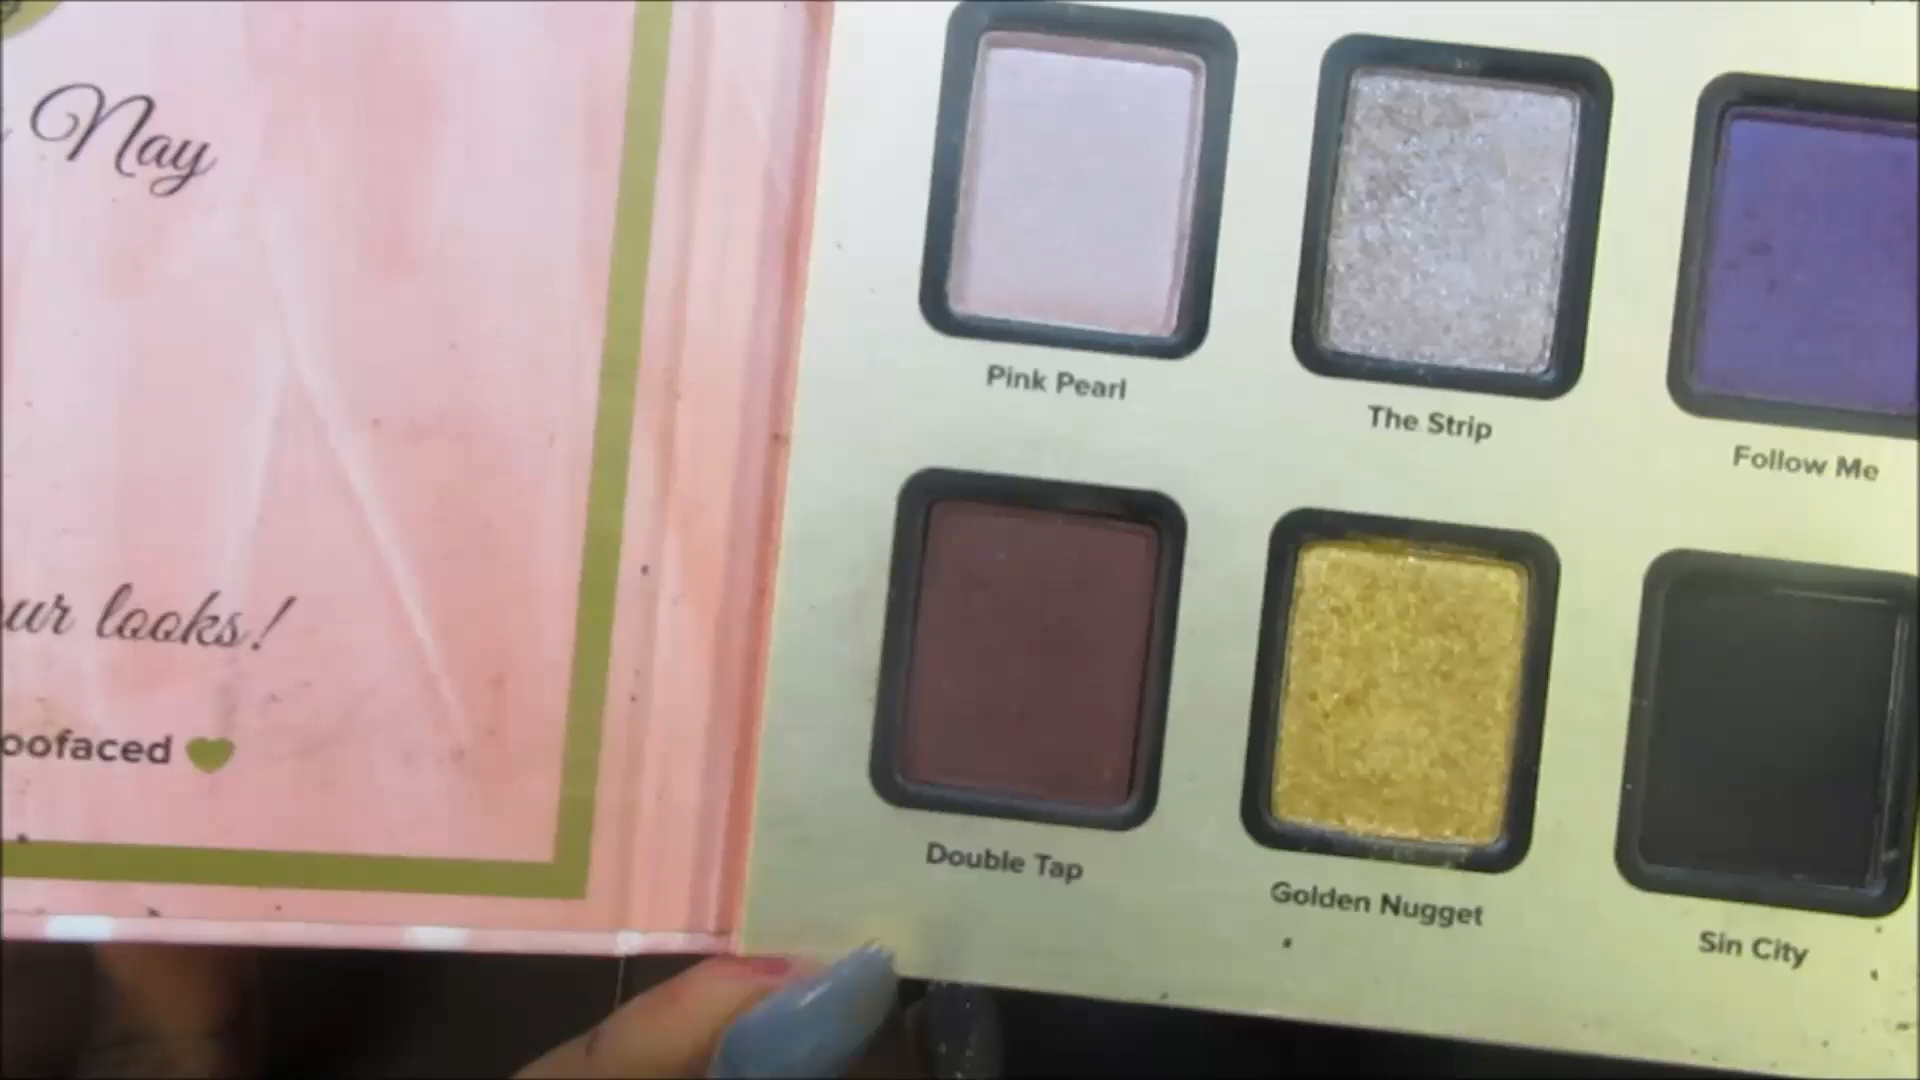 Nay
ur looks!
oofaced
Pink Pearl
The Strip
Follow Me
Double Tap
Golden Nugget
Sin City